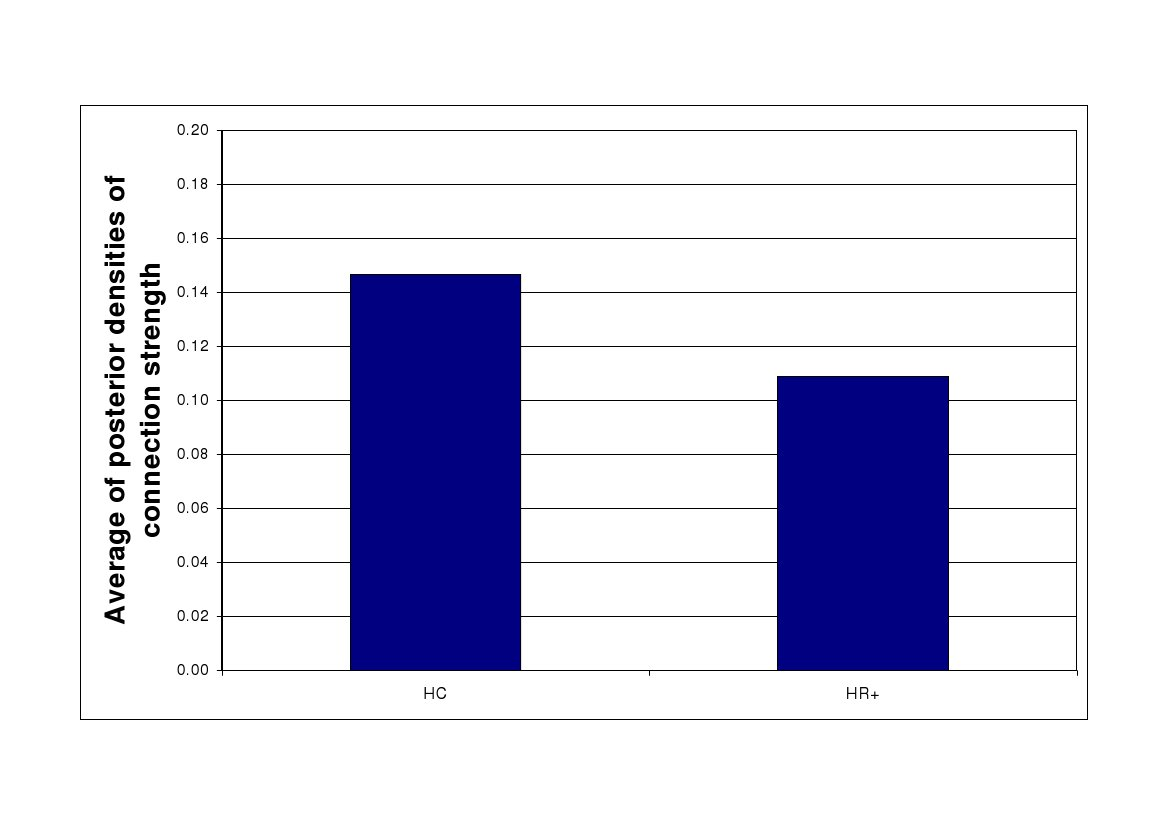 Average of posterior densities of
connection strength
0.20
0.18
0.16
0.14
0.12
0.10
0.08
0.06
0.04
0.02
0.00
HC
HR+